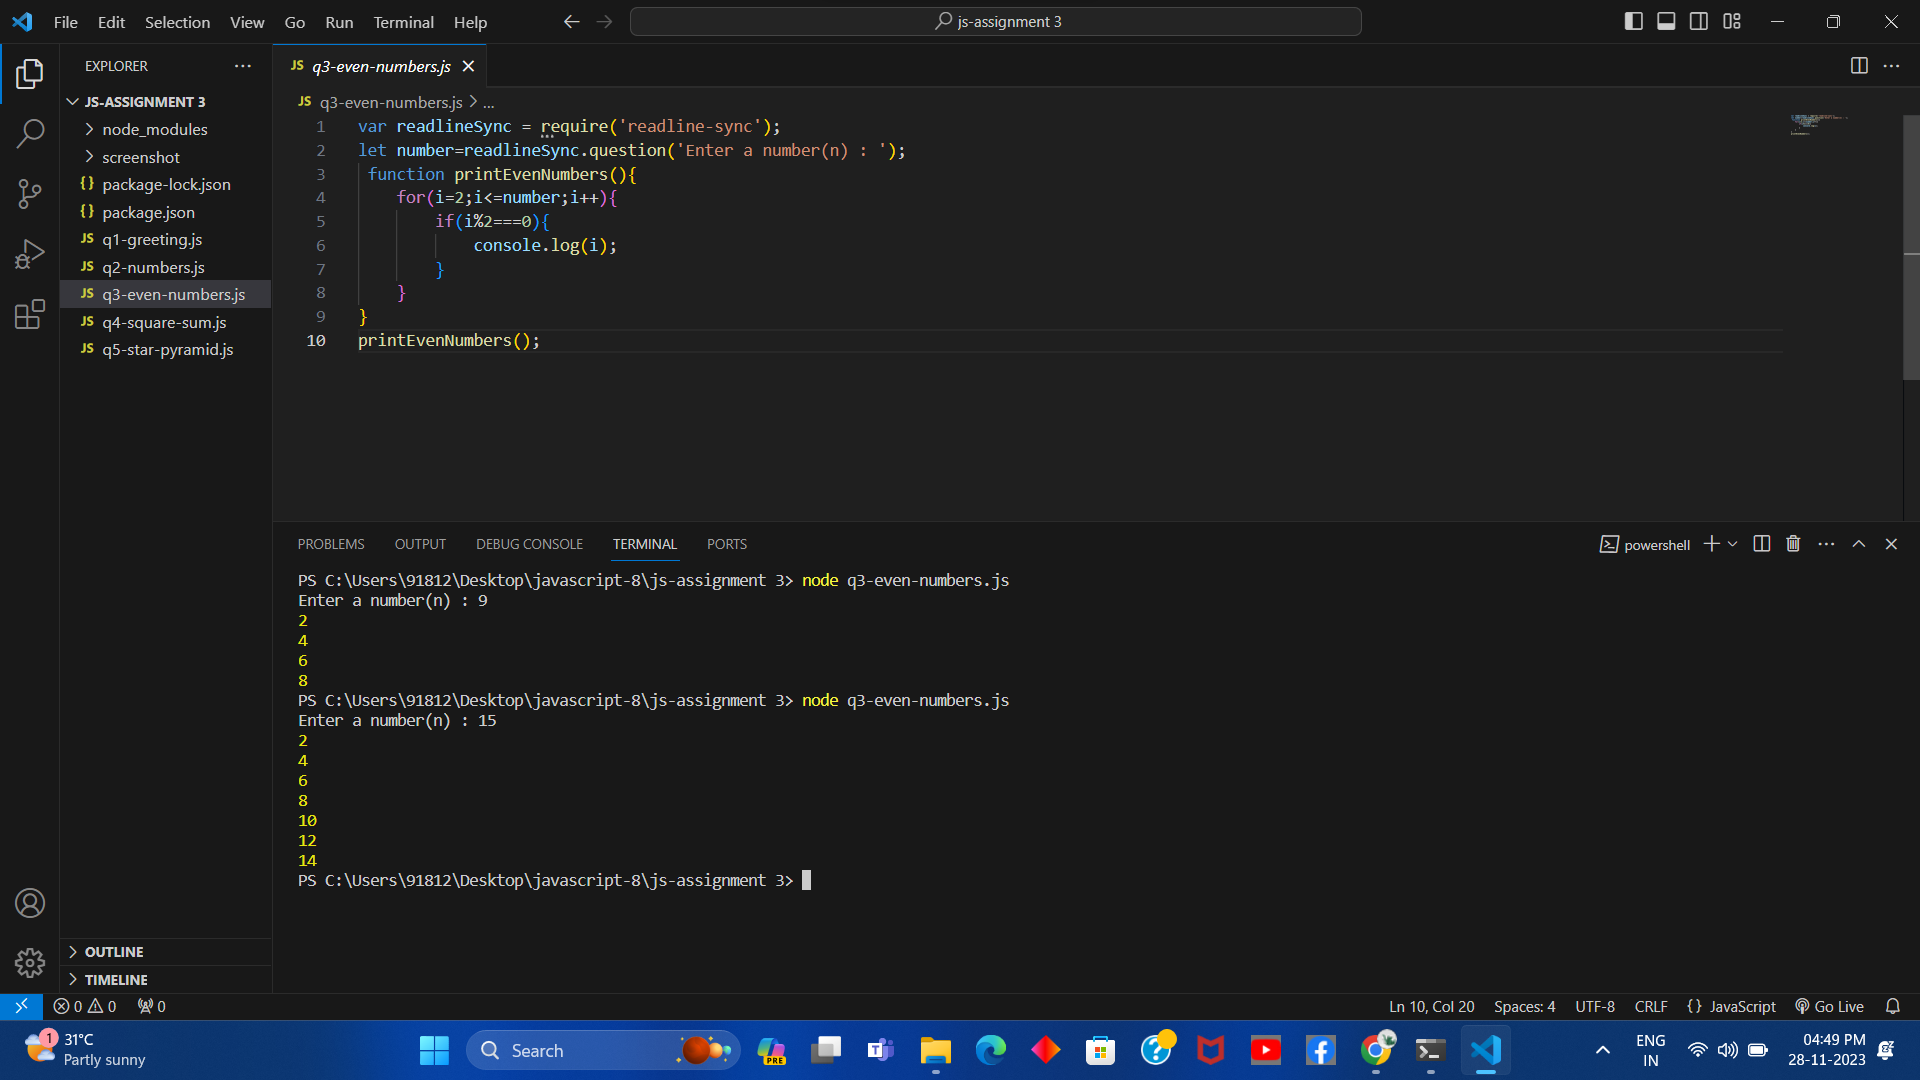 File Edit Selection View Go Run Terminal Help
js-assignment 3
EXPLORER
JS-ASSIGNMENT 3
node_modules
screenshot
{} package-lock.json
{} package.json
JS q1-greeting.js
JS q2-numbers.js
JS q3-even-numbers.js
JS q4-square-sum.js
JS q5-star-pyramid.js
OUTLINE
TIMELINE
JS q3-even-numbers.js
JS q3-even-numbers.js > ...
1 var readlineSync = require('readline-sync');
2 let number=readlineSync.question('Enter a number(n) : ');
3 function printEvenNumbers(){
4 for(i=2;i<=number;i++){
5 if(i%2===0){
6 console.log(i);
7 }
8 }
9 }
10 printEvenNumbers();
PROBLEMS OUTPUT DEBUG CONSOLE TERMINAL PORTS
powershell
PS C:\Users\91812\Desktop\javascript-8\js-assignment 3> node q3-even-numbers.js
Enter a number(n) : 9
2
4
6
8
PS C:\Users\91812\Desktop\javascript-8\js-assignment 3> node q3-even-numbers.js
Enter a number(n) : 15
2
4
6
8
10
12
14
PS C:\Users\91812\Desktop\javascript-8\js-assignment 3>
0 0 0
Ln 10, Col 20 Spaces: 4 UTF-8 CRLF {} JavaScript Go Live
1
31°C
Partly sunny
Search
PRE
ENG
IN
04:49 PM
28-11-2023